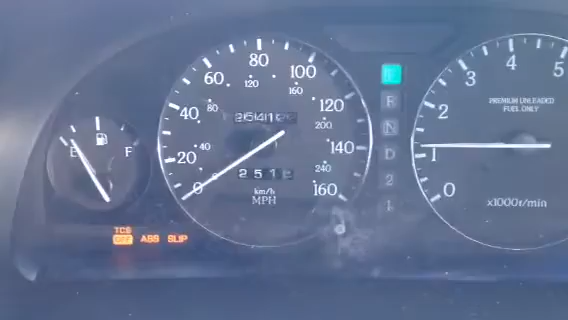 E
F
TCS
OFF ABS SLIP
0
20
40
60
80
100
120
140
160
40
80
120
160
200
240
km/h
MPH
P
R
N
D
2
1
0
1
2
3
4
5
PREMIUM UNLEADED
FUEL ONLY
x1000r/min